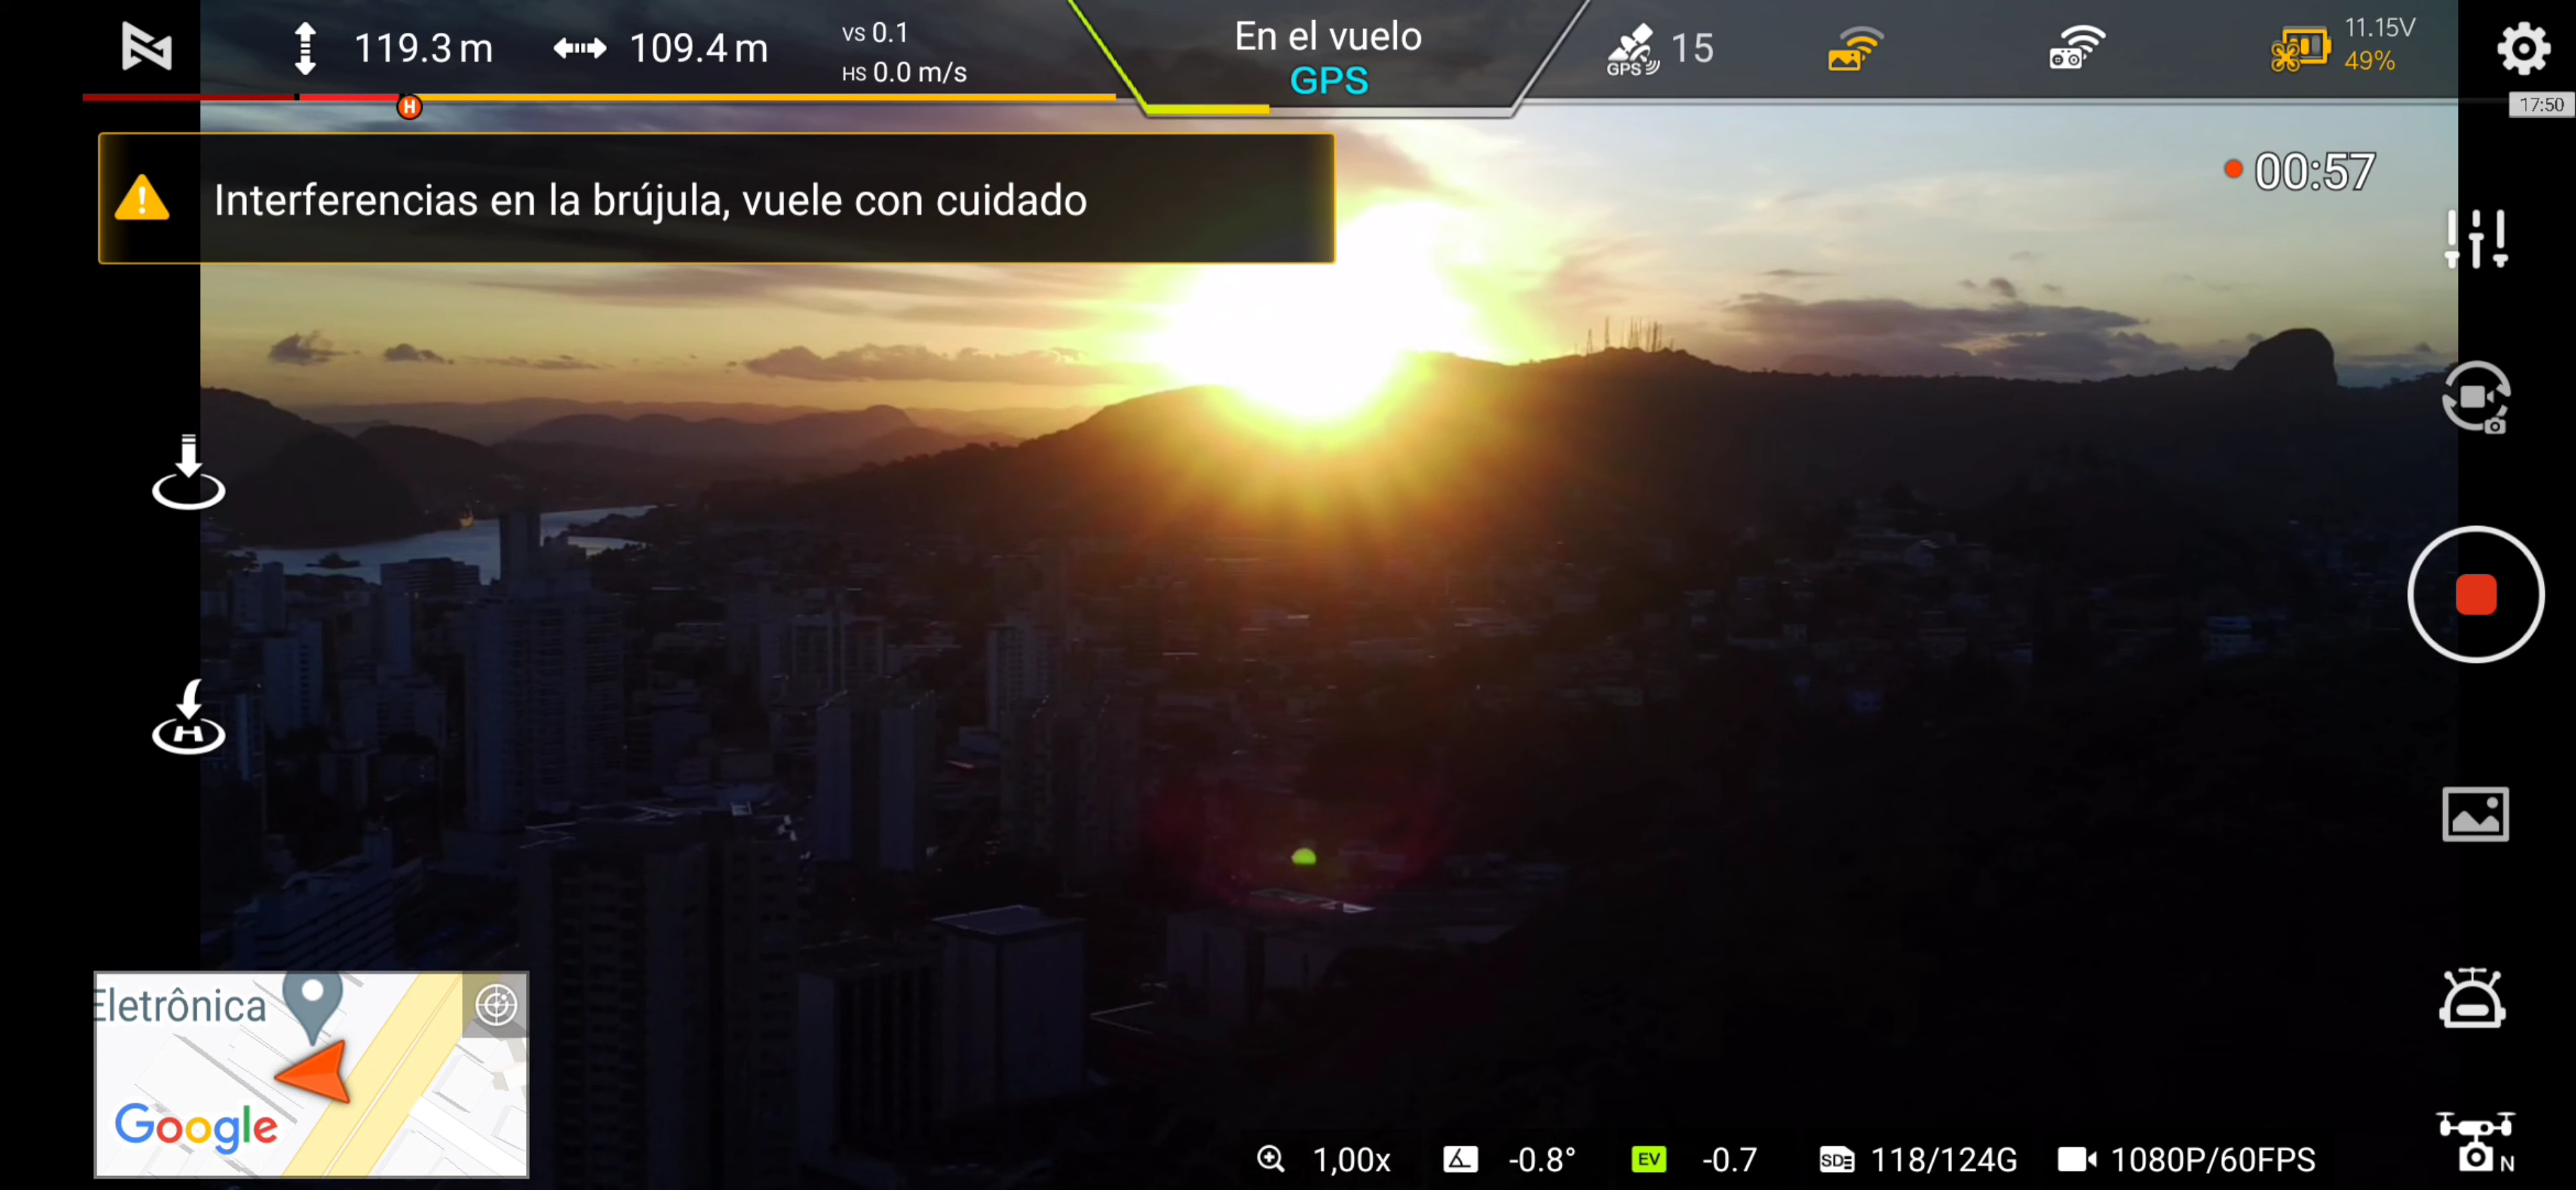 119.3 m
109.4 m
VS 0.1
HS 0.0 m/s
En el vuelo
GPS
GPS
15
11.15V
49%
17:50
H
Interferencias en la brújula, vuele con cuidado
00:57
H
Eletrônica
Google
1,00x
-0.8°
EV
-0.7
SD
118/124G
1080P/60FPS
N